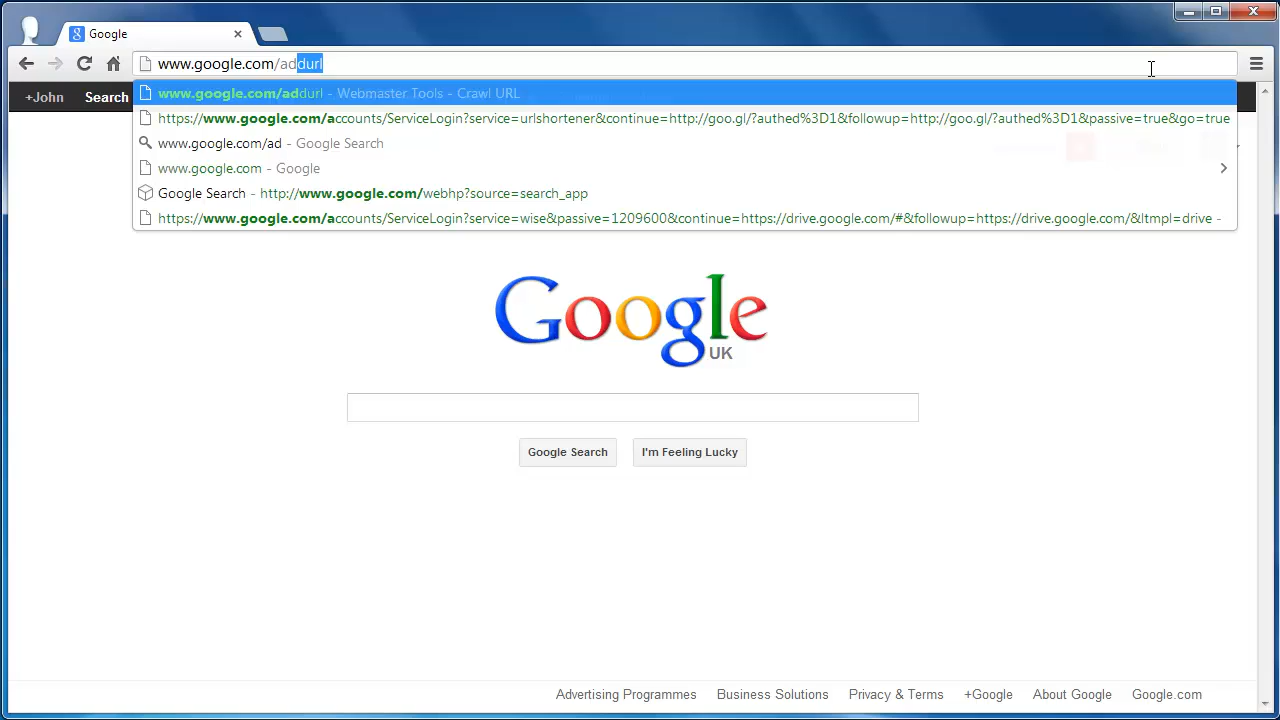 Google
www.google.com/addurl
www.google.com/addurl - Webmaster Tools - Crawl URL
https://www.google.com/accounts/ServiceLogin?service=urlshortener&continue=http://goo.gl/?authed%3D1&followup=http://goo.gl/?authed%3D1&passive=true&go=true
www.google.com/ad - Google Search
www.google.com - Google
Google Search - http://www.google.com/webhp?source=search_app
https://www.google.com/accounts/ServiceLogin?service=wise&passive=1209600&continue=https://drive.google.com/#&followup=https://drive.google.com/&ltmpl=drive -
+John Search
Google
UK
Google Search I'm Feeling Lucky
Advertising Programmes Business Solutions Privacy & Terms +Google About Google Google.com